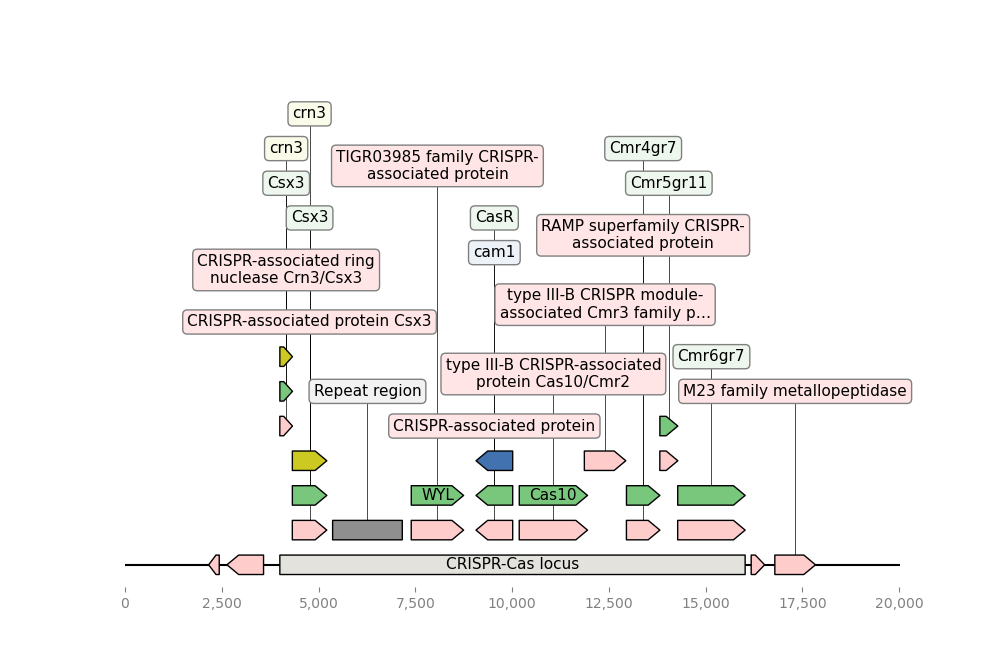 crn3
crn3
Csx3
Csx3
TIGR03985 family CRISPR-
associated protein
Cmr4gr7
Cmr5gr11
CasR
cam1
RAMP superfamily CRISPR-
associated protein
CRISPR-associated ring
nuclease Crn3/Csx3
type III-B CRISPR module-
associated Cmr3 family p...
CRISPR-associated protein Csx3
Cmr6gr7
type III-B CRISPR-associated
protein Cas10/Cmr2
Repeat region
M23 family metallopeptidase
CRISPR-associated protein
WYL
Cas10
CRISPR-Cas locus
0 2,500 5,000 7,500 10,000 12,500 15,000 17,500 20,000